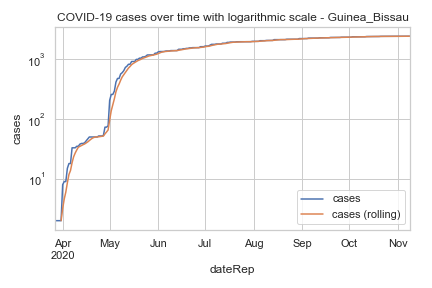 COVID-19 cases over time with logarithmic scale - Guinea_Bissau
cases
10³
10²
10¹
cases
cases (rolling)
Apr
2020
May
Jun
Jul
Aug
Sep
Oct
Nov
dateRep